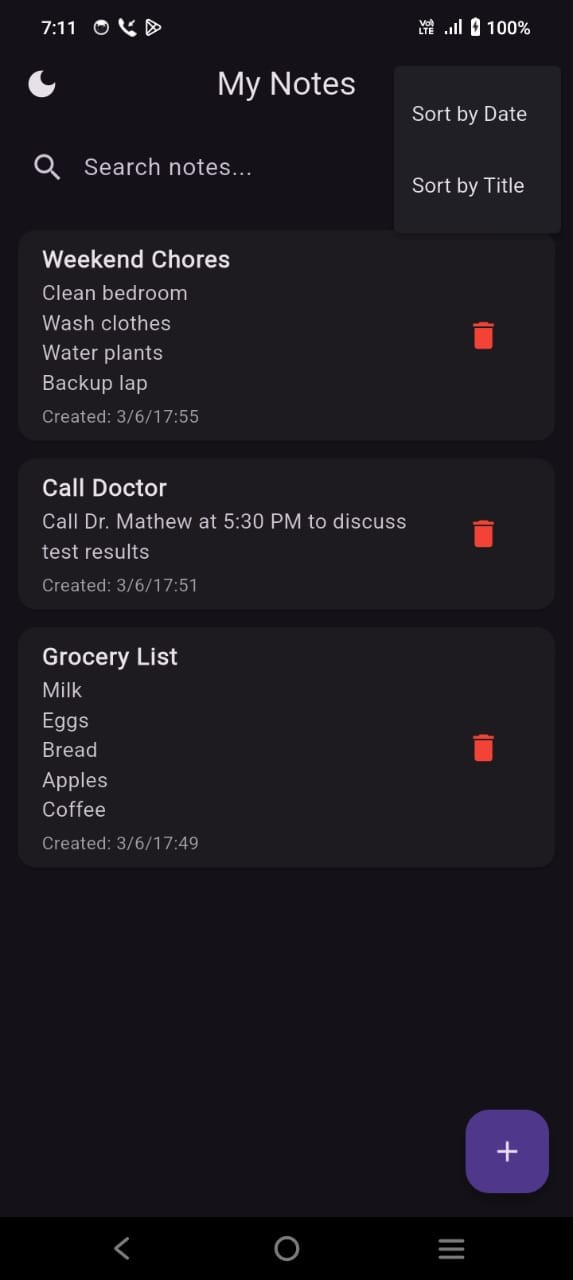 7:11
Vo)
LTE
100%
My Notes
Sort by Date
Sort by Title
Search notes...
Weekend Chores
Clean bedroom
Wash clothes
Water plants
Backup lap
Created: 3/6/17:55
Call Doctor
Call Dr. Mathew at 5:30 PM to discuss
test results
Created: 3/6/17:51
Grocery List
Milk
Eggs
Bread
Apples
Coffee
Created: 3/6/17:49